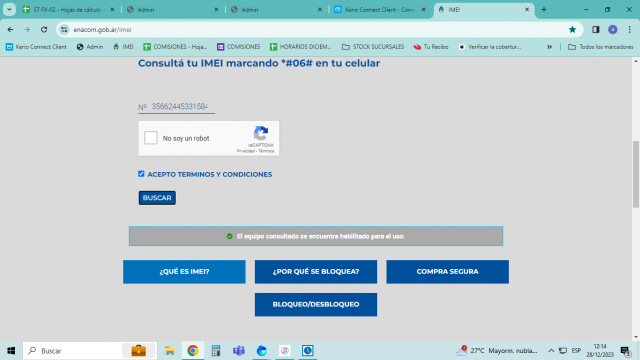 ST FX-02 - Hojas de cálculo
Admin
Admin
Kerio Connect Client - Corr
IMEI
enacom.gob.ar/imei
Kerio Connect Client
Admin
COMISIONES - Hoja...
COMISIONES
HORARIOS DICIEM...
STOCK SUCURSALES
Tu Recibo
Verificar la cobertur...
»
Todos los marcadores
Consultá tu IMEI marcando *#06# en tu celular
Nº 35662445331584
No soy un robot
reCAPTCHA
Privacidad - Términos
ACEPTO TERMINOS Y CONDICIONES
BUSCAR
El equipo consultado se encuentra habilitado para el uso.
¿QUÉ ES IMEI?
¿POR QUÉ SE BLOQUEA?
COMPRA SEGURA
BLOQUEO/DESBLOQUEO
Buscar
27°C Mayorm. nubla...
ESP
12:14
28/12/2023